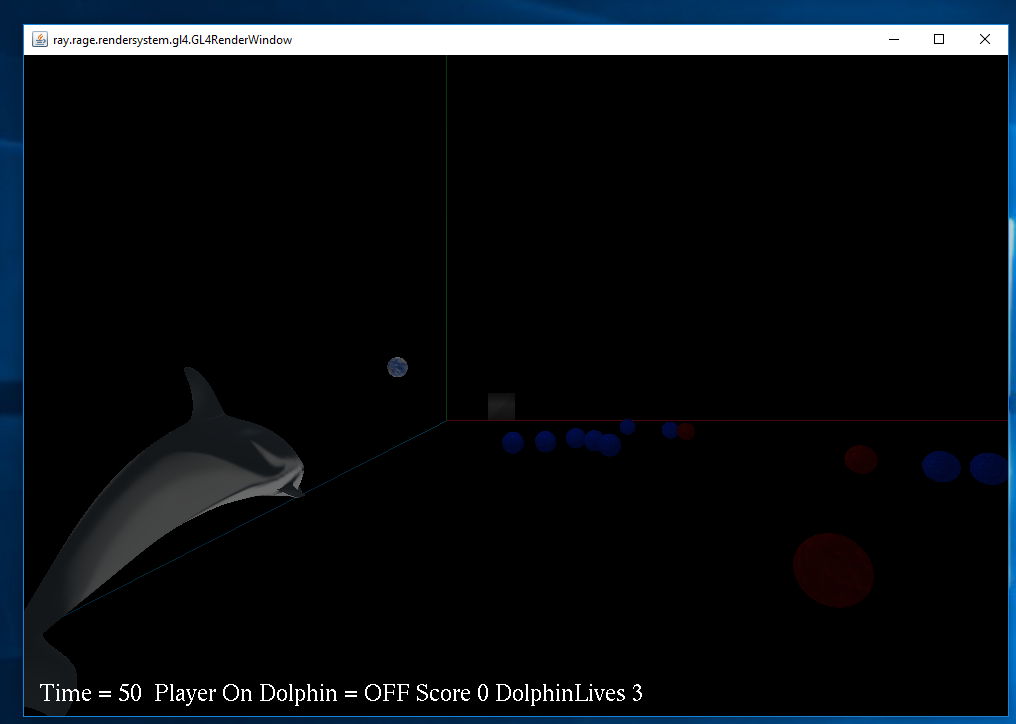 ray.rage.rendersystem.gl4.GL4RenderWindow
Time = 50 Player On Dolphin = OFF Score 0 DolphinLives 3